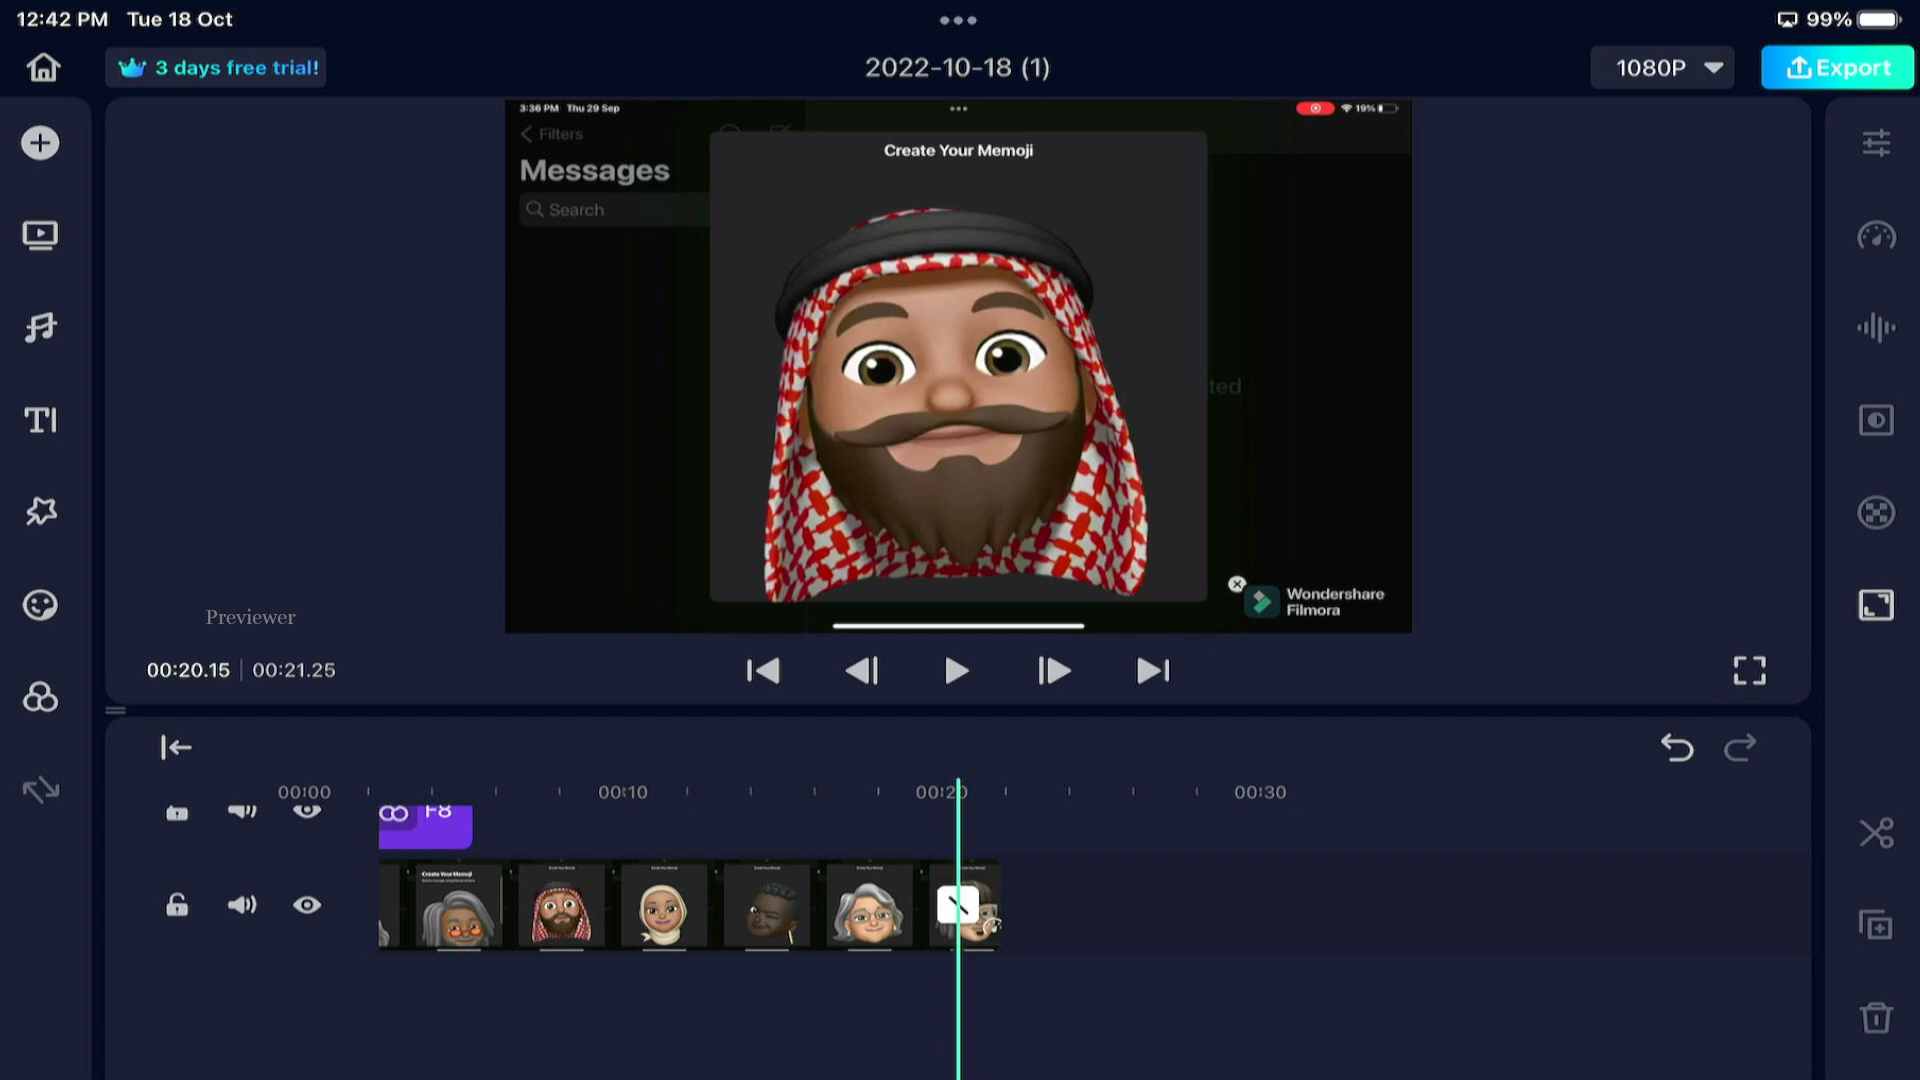 12:42 PM Tue 18 Oct
99%
3 days free trial!
2022-10-18 (1)
1080P
Export
3:36 PM Thu 29 Sep
19%
Filters
Messages
Search
Create Your Memoji
ted
Wondershare
Filmora
Previewer
00:20.15 | 00:21.25
00:00
00:10
00:20
00:30
F8
Create Your Memoji